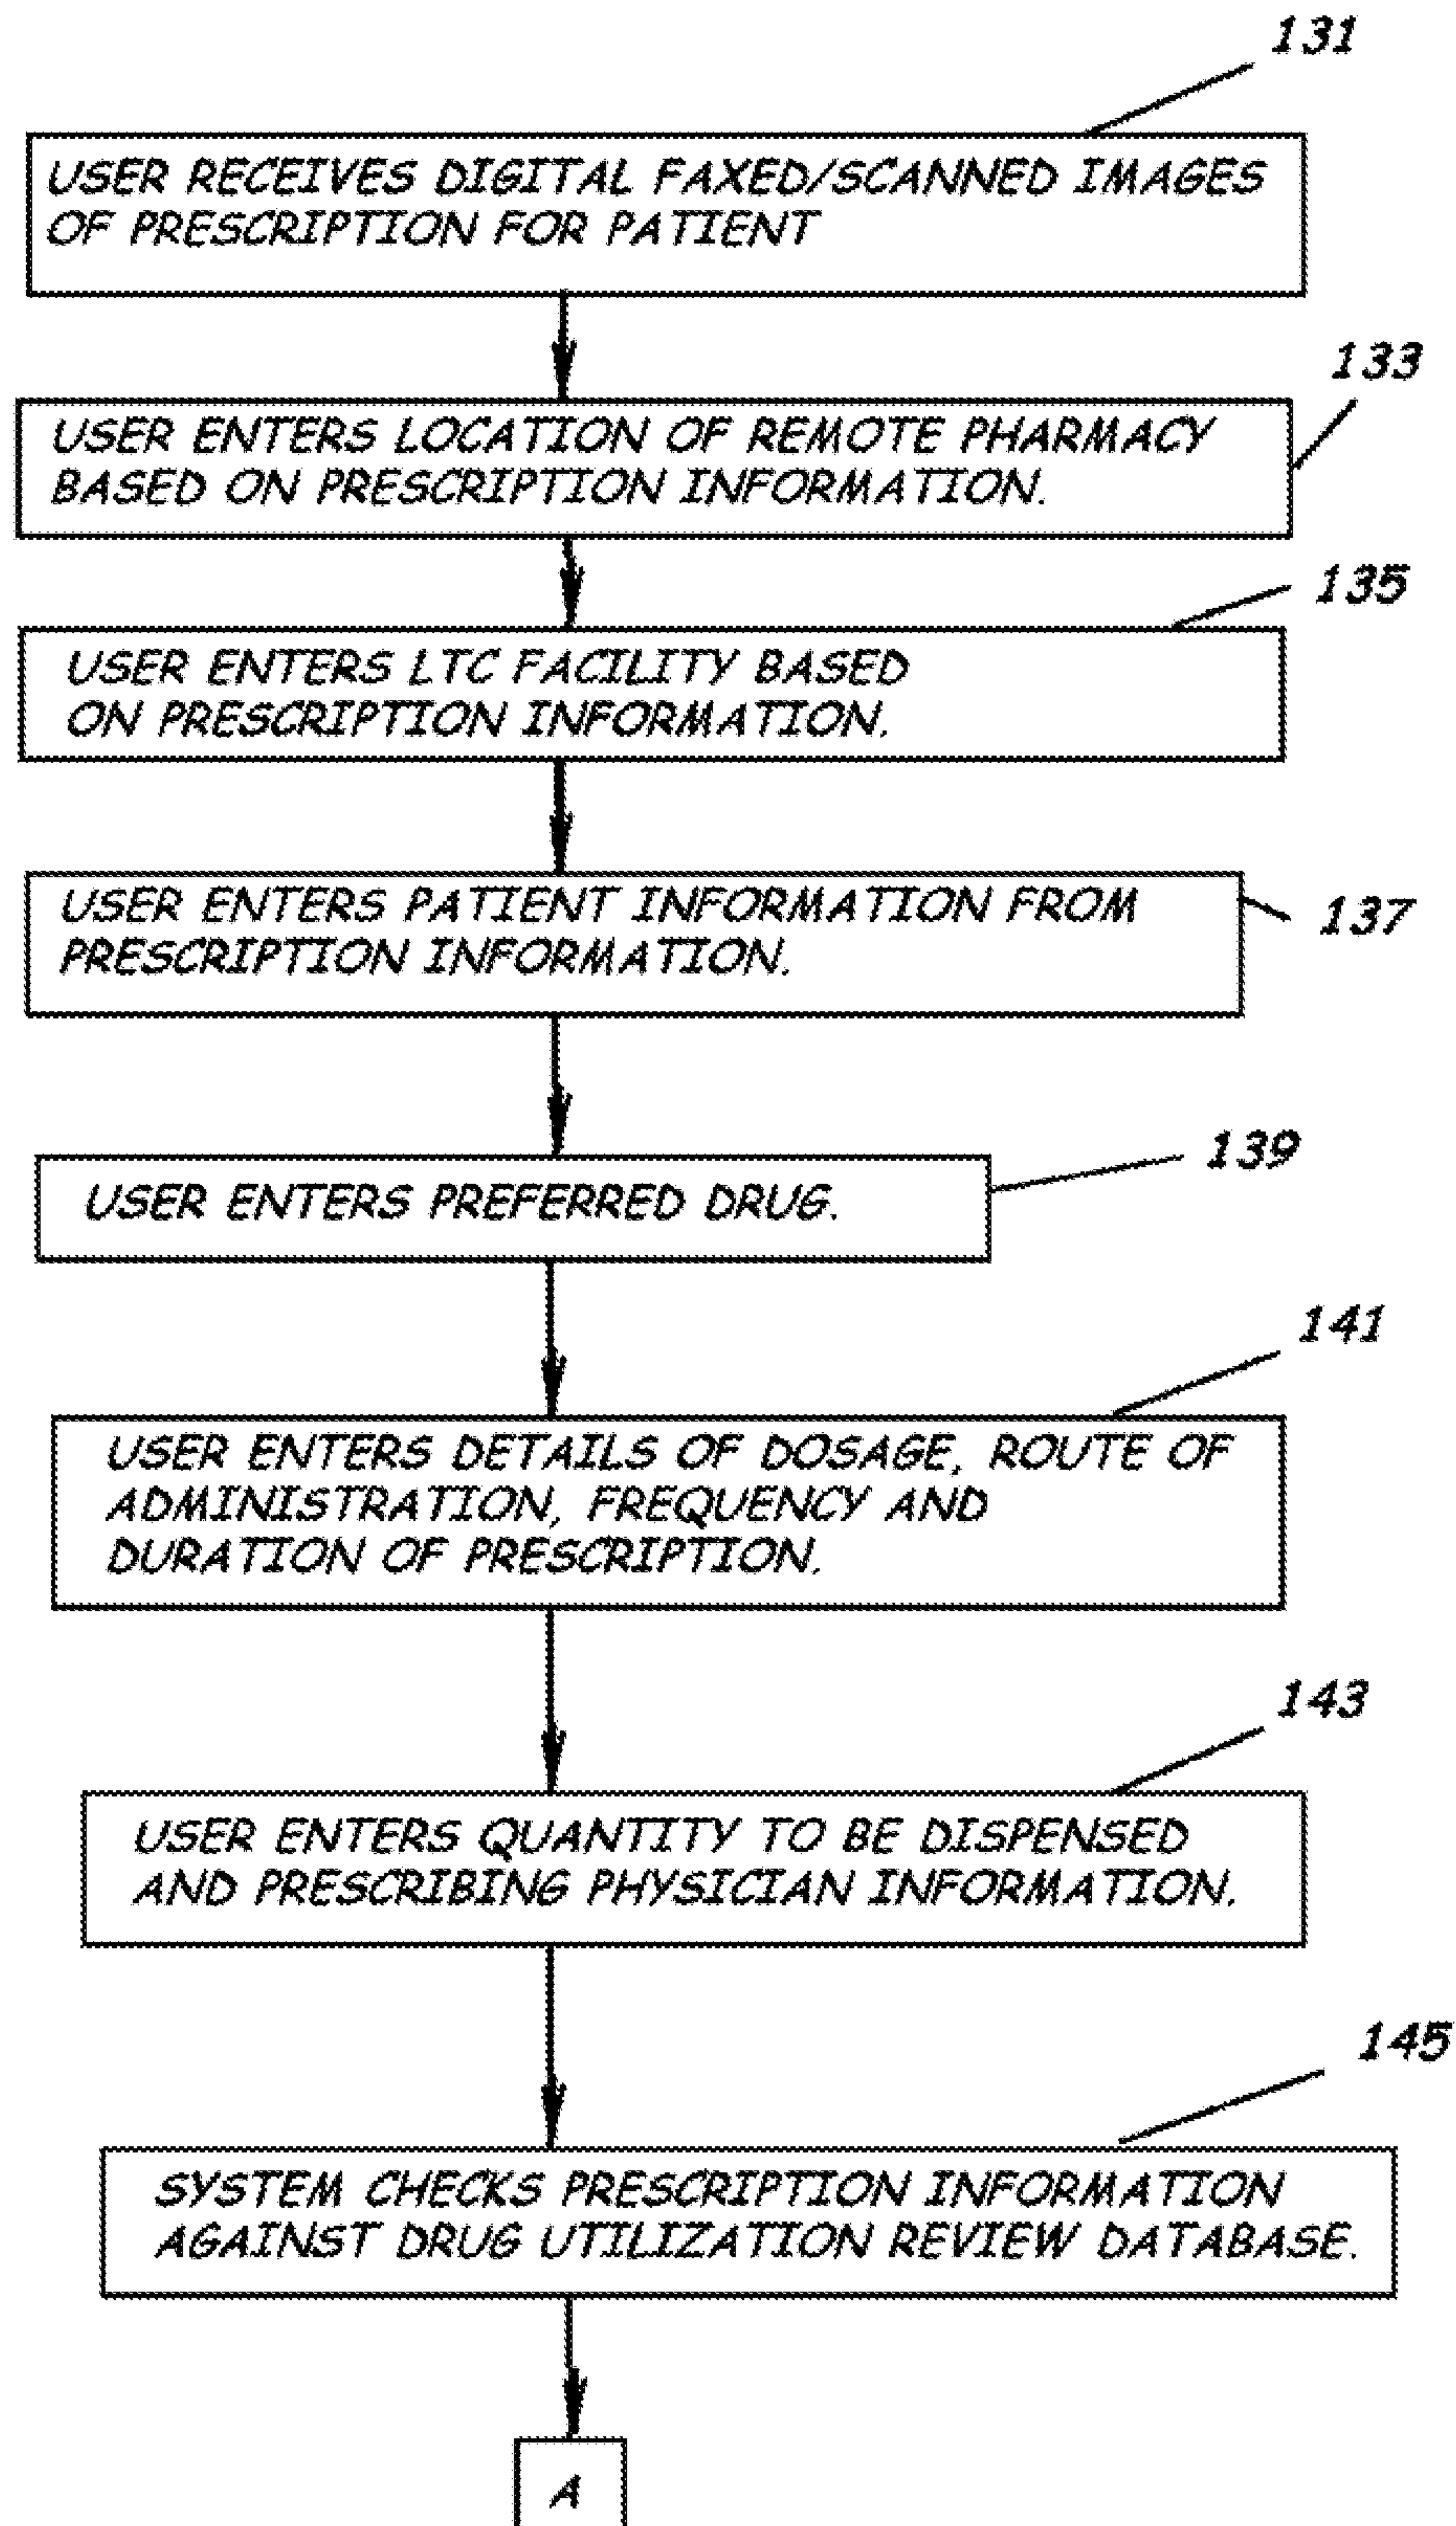 131
USER RECEIVES DIGITAL FAXED/SCANNED IMAGES
OF PRESCRIPTION FOR PATIENT
133
USER ENTERS LOCATION OF REMOTE PHARMACY
BASED ON PRESCRIPTION INFORMATION.
135
USER ENTERS LTC FACILITY BASED
ON PRESCRIPTION INFORMATION.
USER ENTERS PATIENT INFORMATION FROM
137
PRESCRIPTION INFORMATION.
139
USER ENTERS PREFERRED DRUG.
141
USER ENTERS DETAILS OF DOSAGE, ROUTE OF
ADMINISTRATION, FREQUENCY AND
DURATION OF PRESCRIPTION.
143
USER ENTERS QUANTITY TO BE DISPENSED
AND PRESCRIBING PHYSICIAN INFORMATION.
145
SYSTEM CHECKS PRESCRIPTION INFORMATION
AGAINST DRUG UTILIZATION REVIEW DATABASE.
A